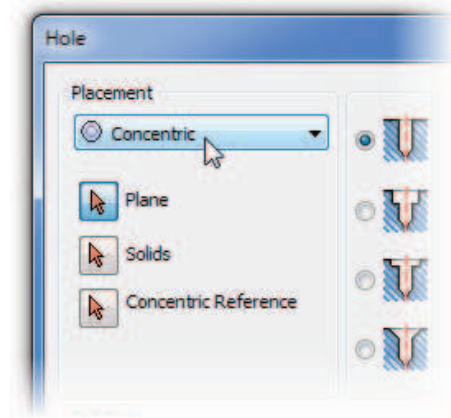 Hole
Placement
Concentric
Plane
Solids
Concentric Reference